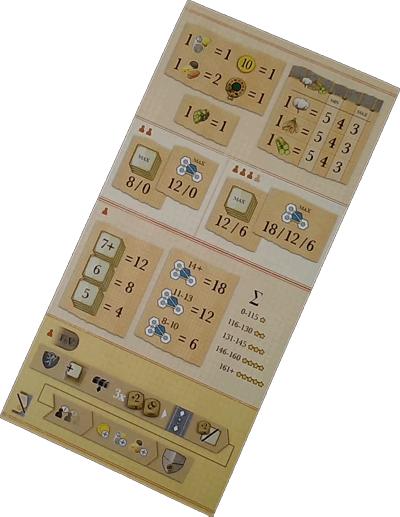 1 = 1
10 = 1
1 = 2
= 1
1 = 1
MIN MAX
1 = 5 4 3
1 = 5 4 3
1 = 5 4 3
MAX
8/0
MAX
12/0
MAX
12/6
MAX
18/12/6
7+ = 12
6 = 8
5 = 4
14+ = 18
11-13 = 12
8-10 = 6
Σ
0-115
116-130
131-145
146-160
161+
3x
+2